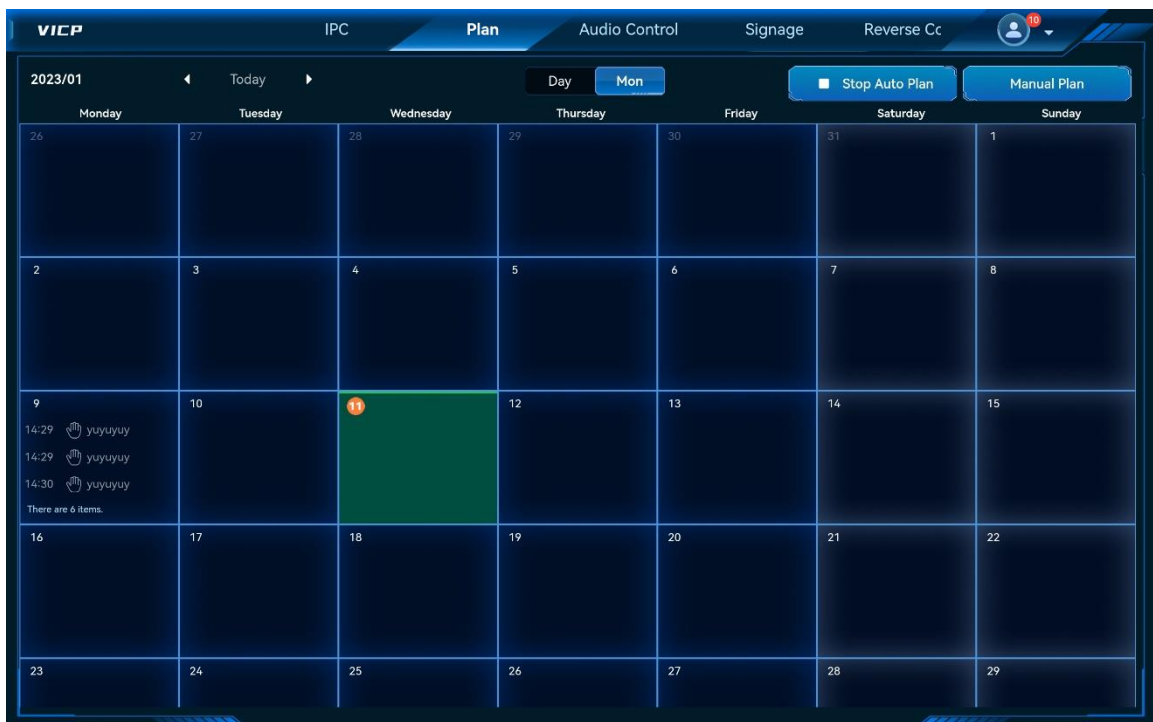 VICP IPC Plan Audio Control Signage Reverse Cc 10
2023/01 Today Day Mon Stop Auto Plan Manual Plan
Monday Tuesday Wednesday Thursday Friday Saturday Sunday
26 27 28 29 30 31 1
2 3 4 5 6 7 8
9 10 11 12 13 14 15
14:29 yuyuyuy
14:29 yuyuyuy
14:30 yuyuyuy
There are 6 items.
16 17 18 19 20 21 22
23 24 25 26 27 28 29